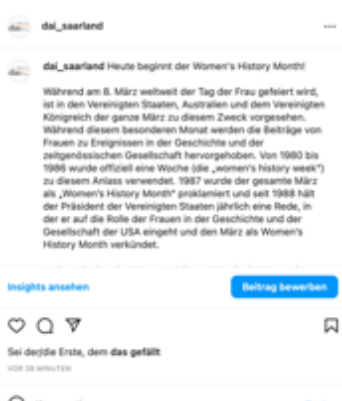 dai_saarland
dai_saarland Heute beginnt der Women's History Month!
Während am 8. März weltweit der Tag der Frau gefeiert wird,
ist in den Vereinigten Staaten, Australien und dem Vereinigten
Königreich der ganze März zu diesem Zweck vorgesehen.
Während diesem besonderen Monat werden die Beiträge von
Frauen zu Ereignissen in der Geschichte und der
zeitgenössischen Gesellschaft hervorgehoben. Von 1980 bis
1986 wurde offiziell eine Woche (die „women's history week")
zu diesem Anlass verwendet. 1987 wurde der gesamte März
als „Women's History Month" proklamiert und seit 1988 hält
der Präsident der Vereinigten Staaten jährlich eine Rede, in
der er auf die Rolle der Frauen in der Geschichte und der
Gesellschaft der USA eingeht und den März als Women's
History Month verkündet.
Insights ansehen
Beitrag bewerben
Sei der/die Erste, dem das gefällt
VOR 38 MINUTEN